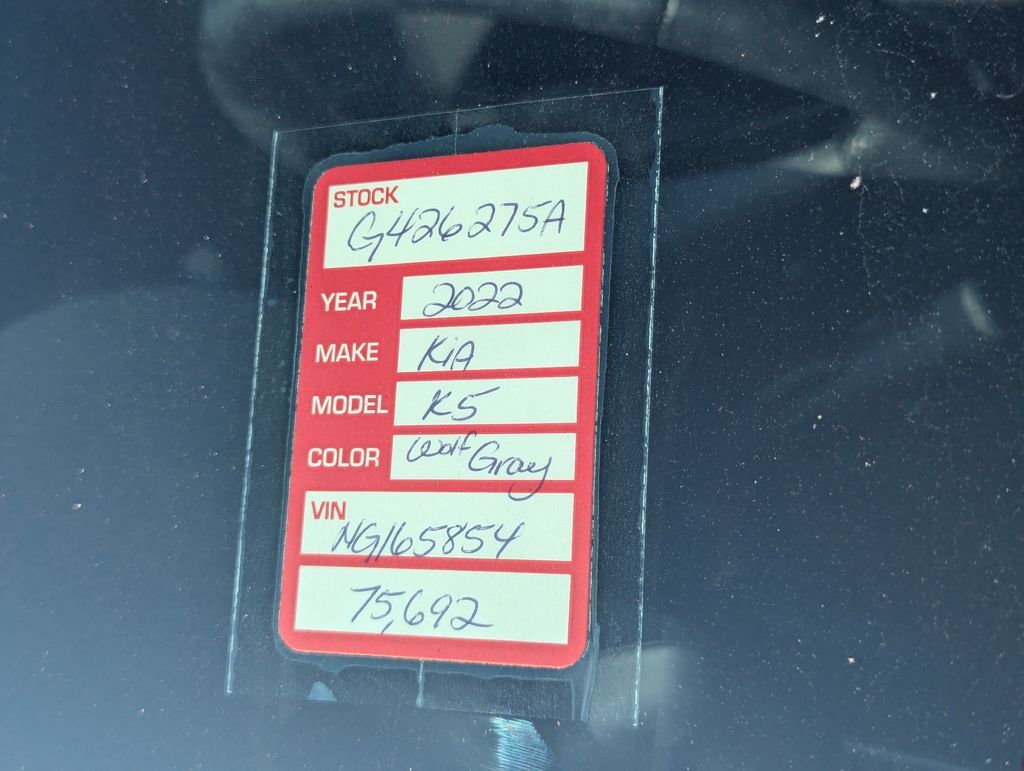 STOCK
G426275A
YEAR 2022
MAKE KiA
MODEL K5
COLOR Wolf Gray
VIN
NG165854
75,692